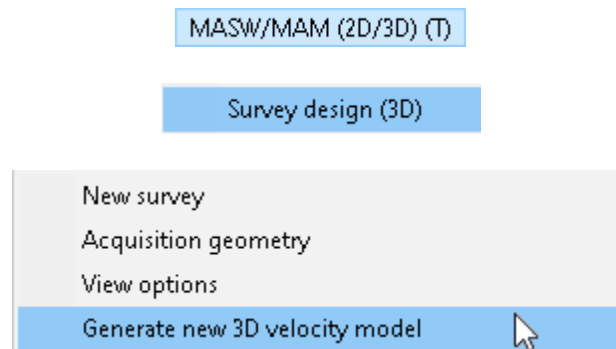 MASW/MAM (2D/3D) (T)
Survey design (3D)
New survey
Acquisition geometry
View options
Generate new 3D velocity model